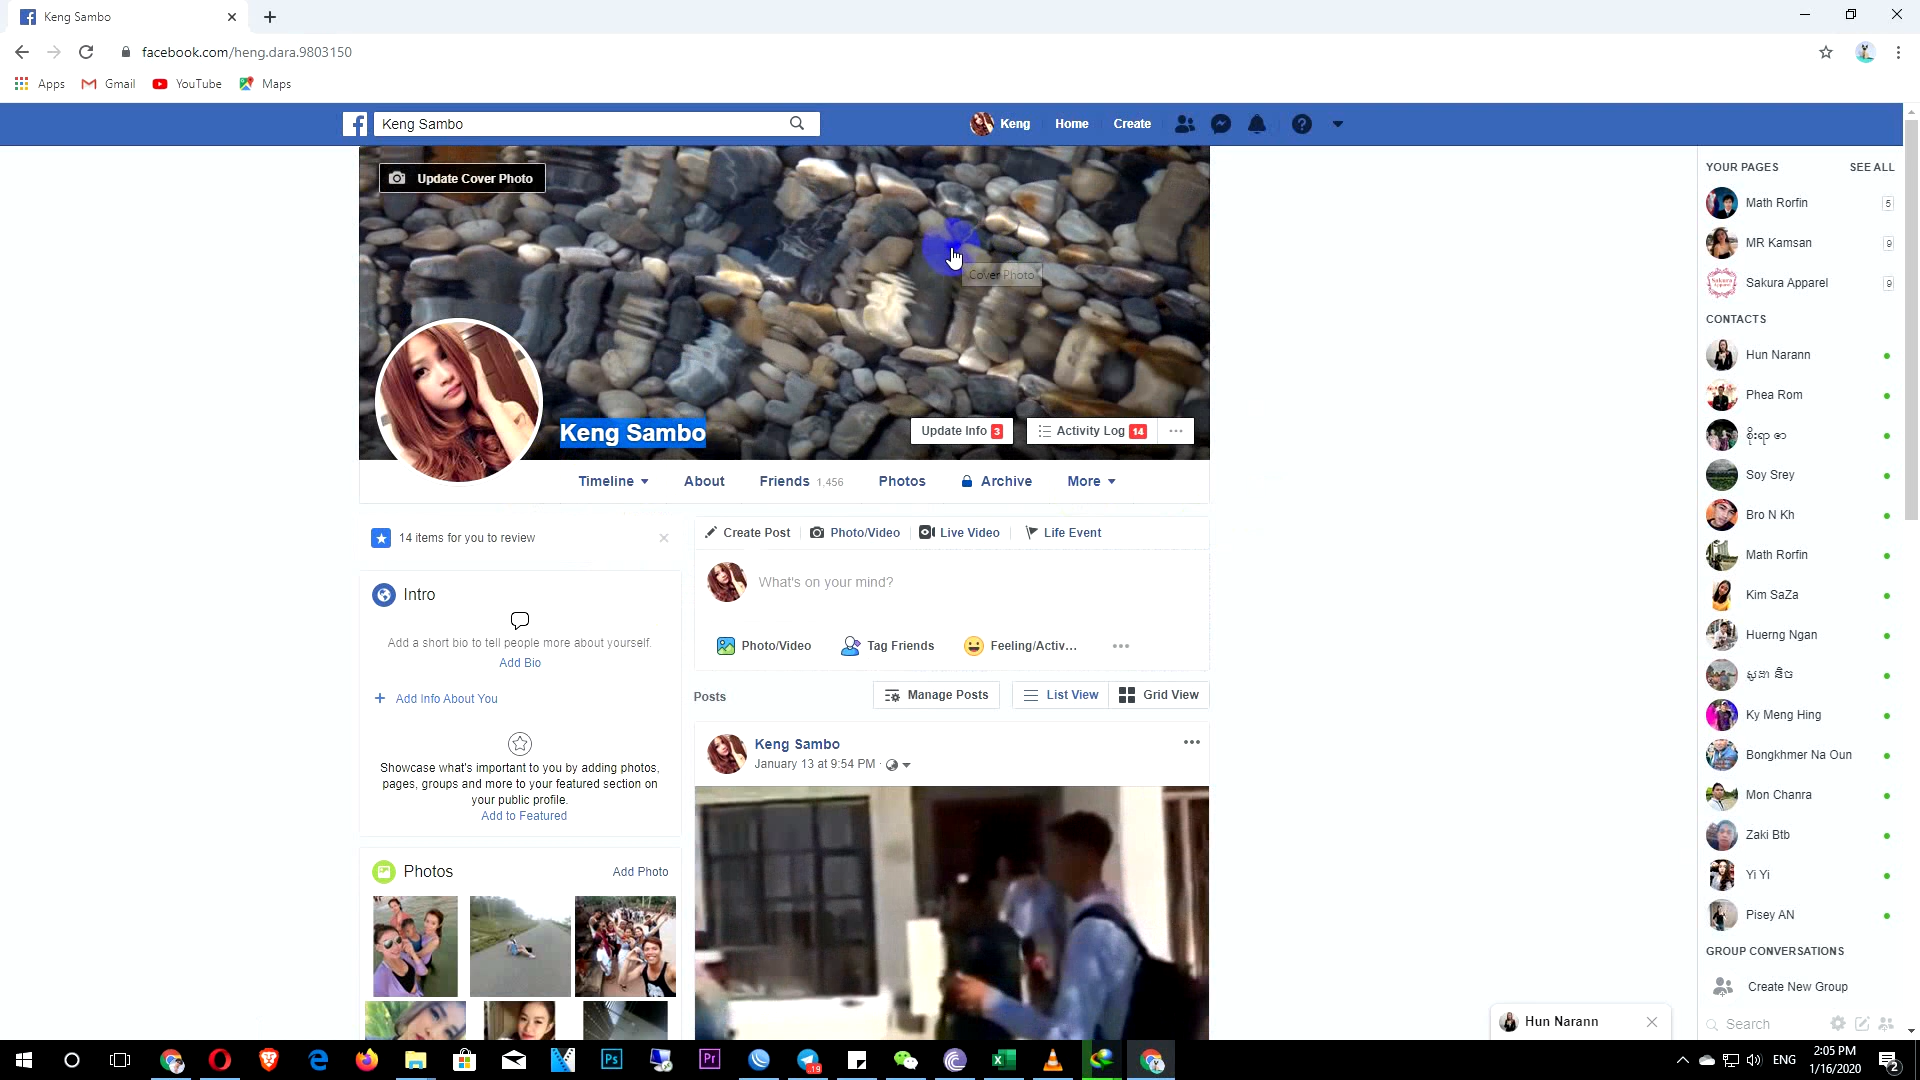 Keng Sambo
facebook.com/heng.dara.9803150
Apps
Gmail
YouTube
Maps
Keng Sambo
Keng
Home
Create
Update Cover Photo
Cover Photo
Keng Sambo
Update Info 3
Activity Log 14
Timeline
About
Friends 1,456
Photos
Archive
More
14 items for you to review
Intro
Add a short bio to tell people more about yourself.
Add Bio
Add Info About You
Showcase what's important to you by adding photos,
pages, groups and more to your featured section on
your public profile.
Add to Featured
Photos
Add Photo
Create Post
Photo/Video
Live Video
Life Event
What's on your mind?
Photo/Video
Tag Friends
Feeling/Activ...
Posts
Manage Posts
List View
Grid View
Keng Sambo
January 13 at 9:54 PM
YOUR PAGES
SEE ALL
Math Rorfin 5
MR Kamsan 9
Sakura Apparel 9
CONTACTS
Hun Narann
Phea Rom
Soy Srey
Bro N Kh
Math Rorfin
Kim SaZa
Huerng Ngan
Ky Meng Hing
Bongkhmer Na Oun
Mon Chanra
Zaki Btb
Yi Yi
Pisey AN
GROUP CONVERSATIONS
Create New Group
Search
Hun Narann
Ps
Pr
19
ENG
2:05 PM
1/16/2020
2